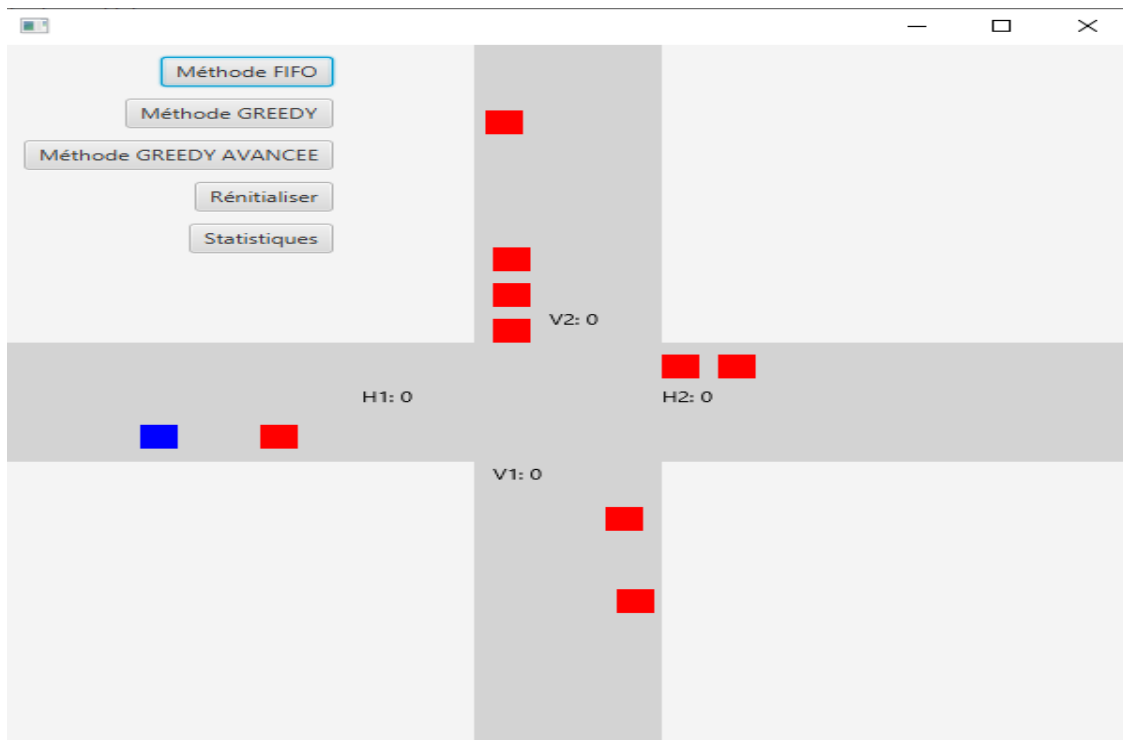 Méthode FIFO
Méthode GREEDY
Méthode GREEDY AVANCEE
Rénitialiser
Statistiques
V2: 0
H1: 0
H2: 0
V1: 0